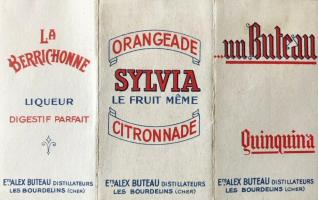 LA
BERRICHONNE
LIQUEUR
DIGESTIF PARFAIT
Ets ALEX BUTEAU DISTILLATEURS
LES BOURDELINS (CHER)
ORANGEADE
SYLVIA
LE FRUIT MÊME
CITRONNADE
Ets ALEX BUTEAU DISTILLATEURS
LES BOURDELINS (CHER)
...un Buteau
Quinquina
Ets ALEX BUTEAU DISTILLATEURS
LES BOURDELINS (CHER)